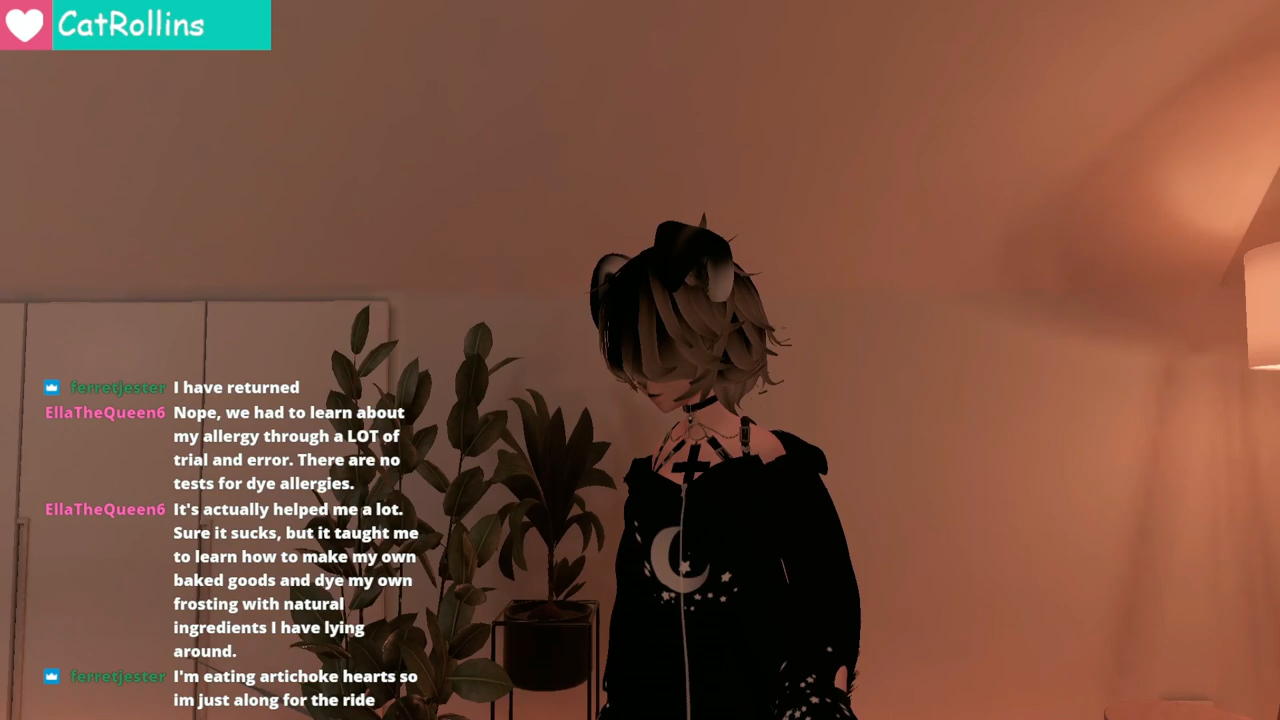 CatRollins
ferretjester I have returned
EllaTheQueen6 Nope, we had to learn about
my allergy through a LOT of
trial and error. There are no
tests for dye allergies.
EllaTheQueen6 It's actually helped me a lot.
Sure it sucks, but it taught me
to learn how to make my own
baked goods and dye my own
frosting with natural
ingredients I have lying
around.
ferretjester I'm eating artichoke hearts so
im just along for the ride